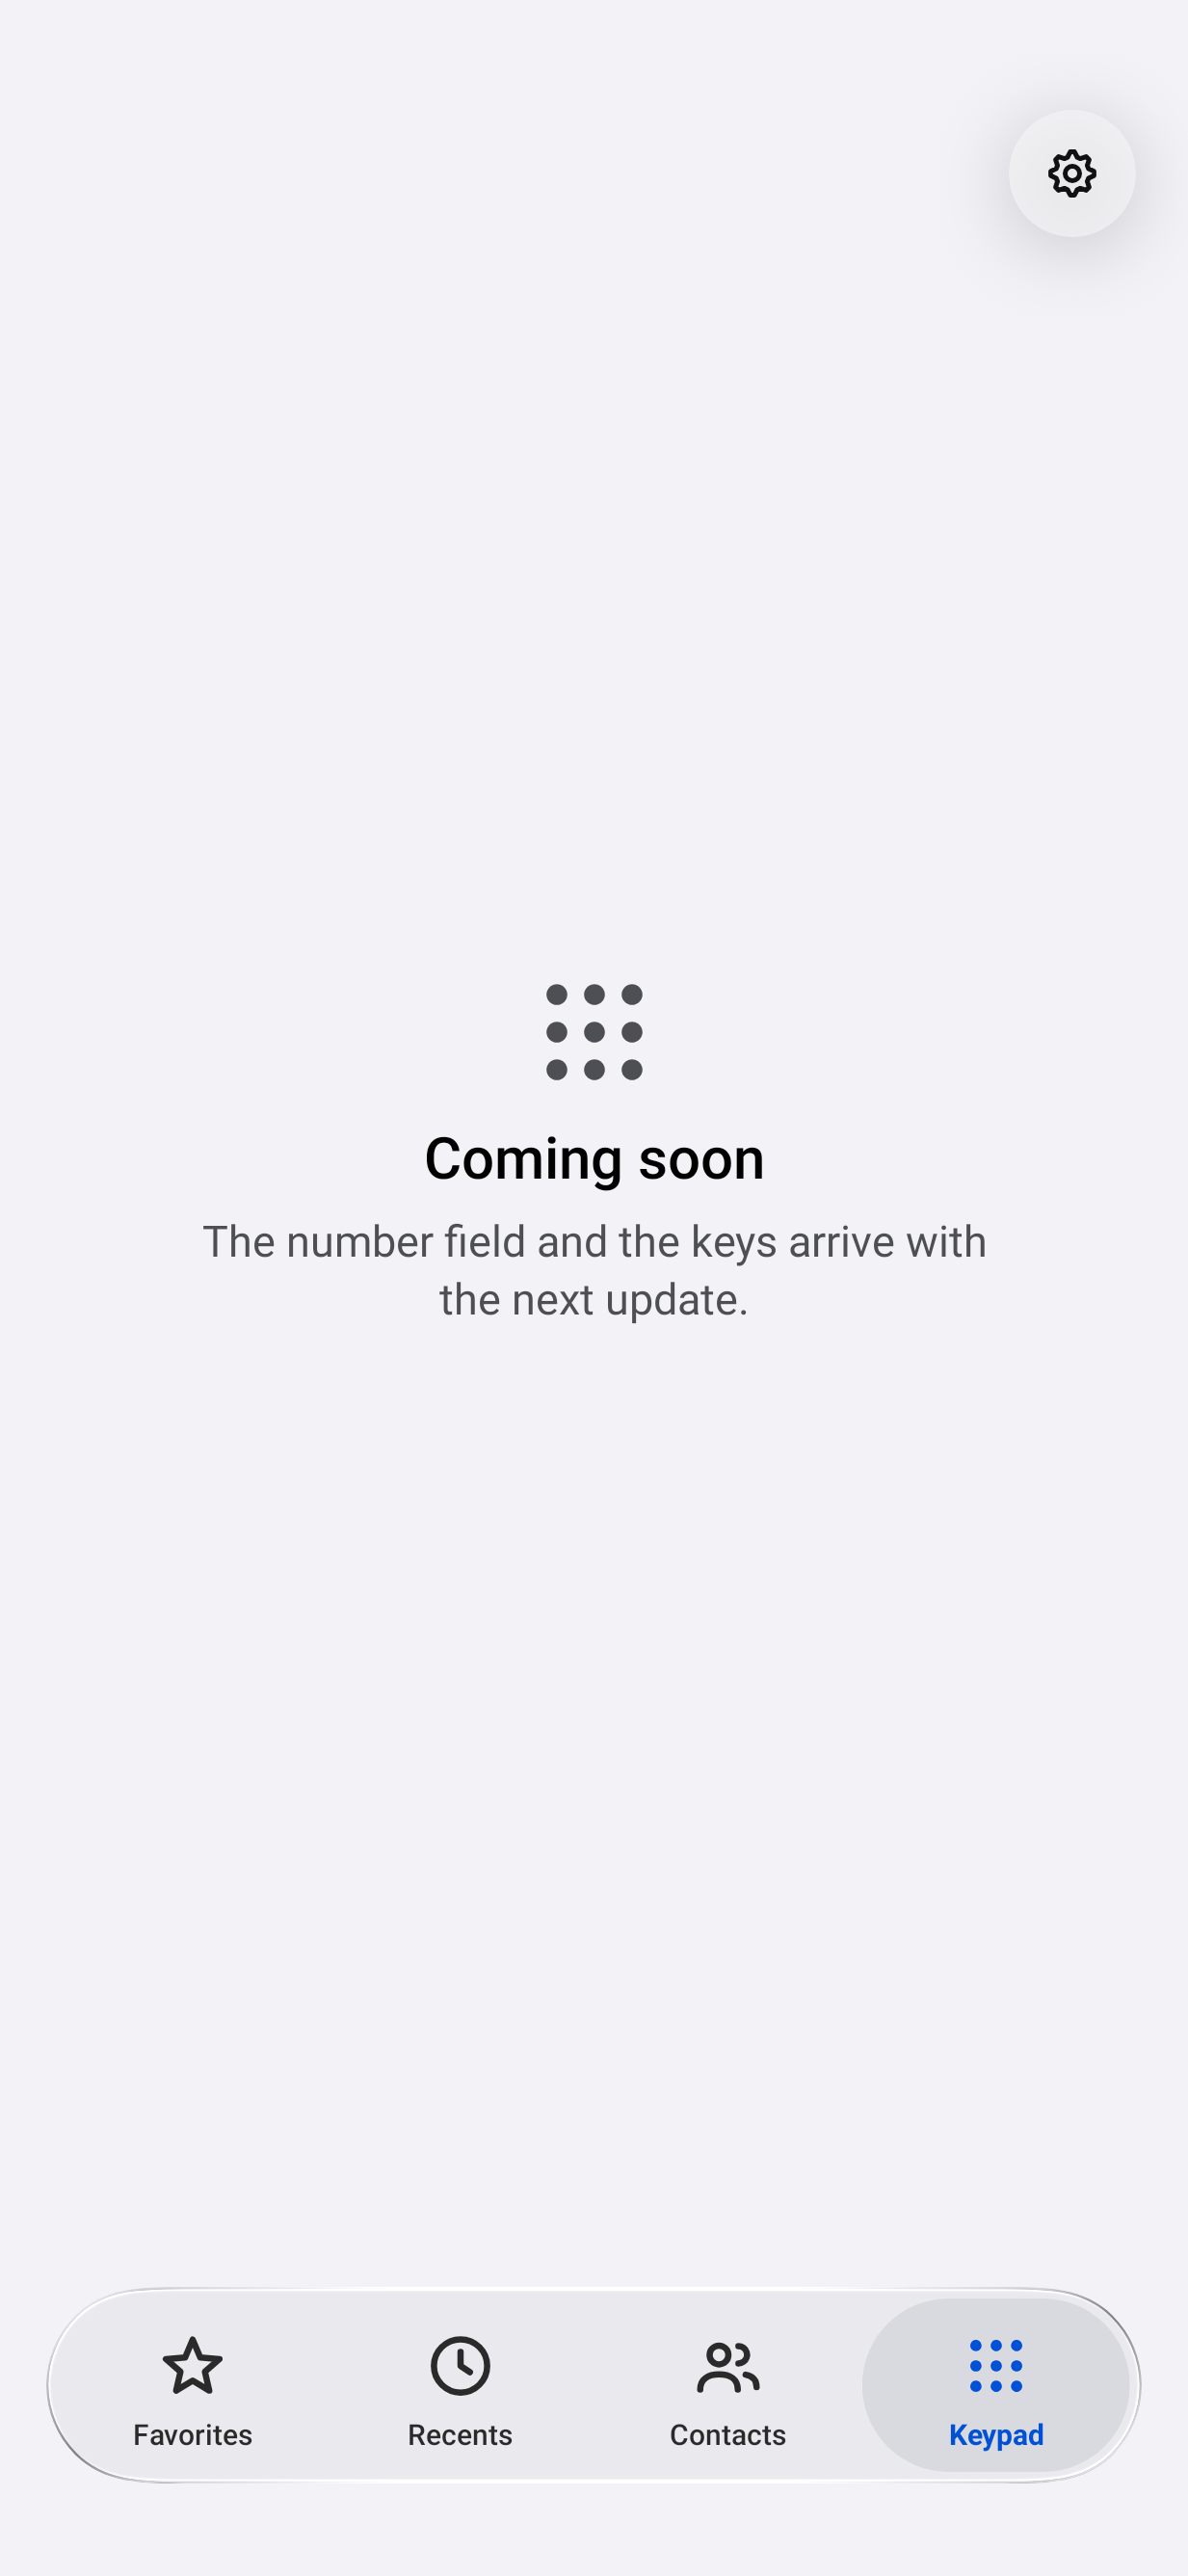 Coming soon
The number field and the keys arrive with
the next update.
Favorites
Recents
Contacts
Keypad